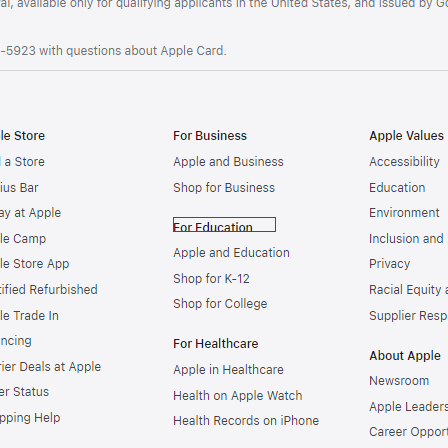 al, available only for qualifying applicants in the United States, and issued by
-5923 with questions about Apple Card.
le Store
a Store
ius Bar
ay at Apple
le Camp
le Store App
ified Refurbished
le Trade In
ncing
ier Deals at Apple
er Status
pping Help
For Business
Apple and Business
Shop for Business
For Education
Apple and Education
Shop for K-12
Shop for College
For Healthcare
Apple in Healthcare
Health on Apple Watch
Health Records on iPhone
Apple Values
Accessibility
Education
Environment
Inclusion and
Privacy
Racial Equity a
Supplier Resp
About Apple
Newsroom
Apple Leaders
Career Opport